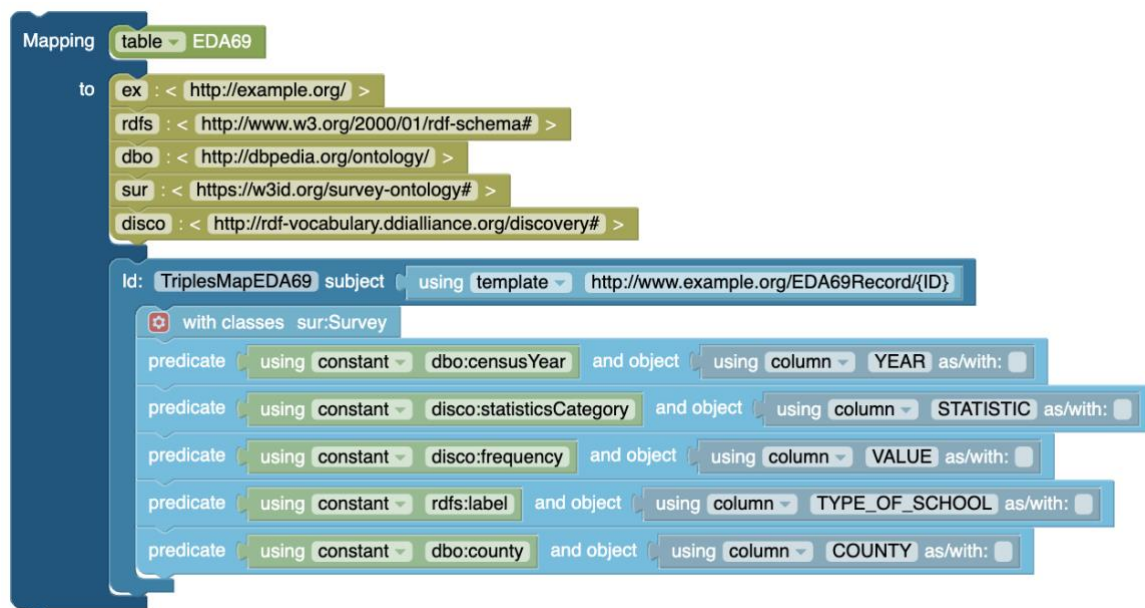 Mapping table EDA69
to ex : < http://example.org/ >
rdfs : < http://www.w3.org/2000/01/rdf-schema# >
dbo : < http://dbpedia.org/ontology/ >
sur : < https://w3id.org/survey-ontology# >
disco : < http://rdf-vocabulary.ddialliance.org/discovery# >
Id: TriplesMapEDA69 subject using template http://www.example.org/EDA69Record/{ID}
with classes sur:Survey
predicate using constant dbo:censusYear and object using column YEAR as/with:
predicate using constant disco:statisticsCategory and object using column STATISTIC as/with:
predicate using constant disco:frequency and object using column VALUE as/with:
predicate using constant rdfs:label and object using column TYPE_OF_SCHOOL as/with:
predicate using constant dbo:county and object using column COUNTY as/with: